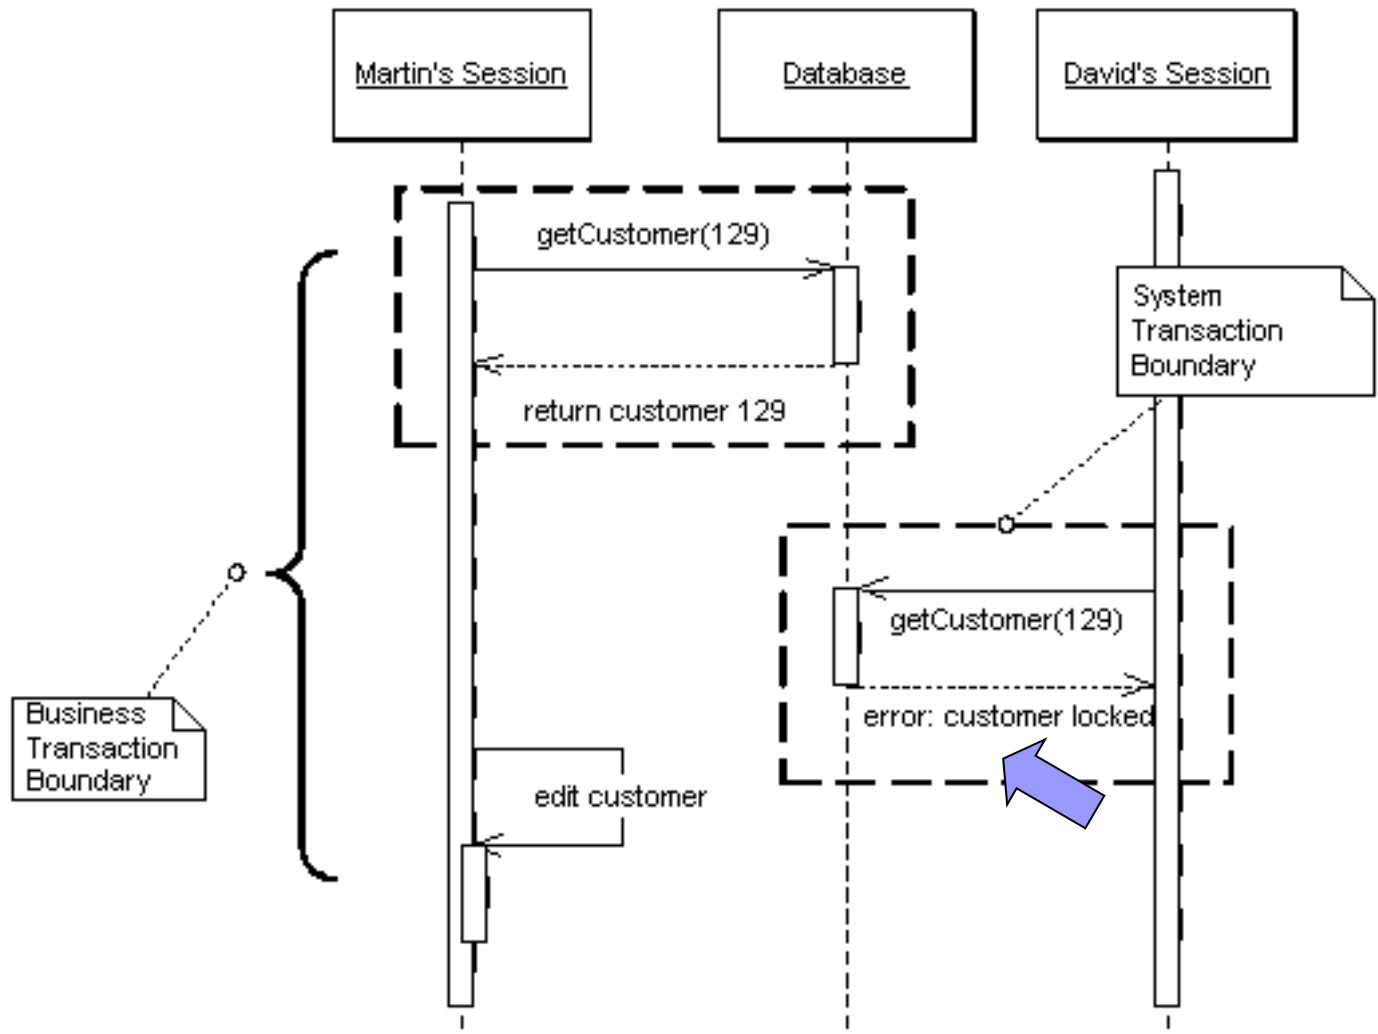 Martin's Session
Database
David's Session
getCustomer(129)
System
Transaction
Boundary
return customer 129
getCustomer(129)
error: customer locked
Business
Transaction
Boundary
edit customer